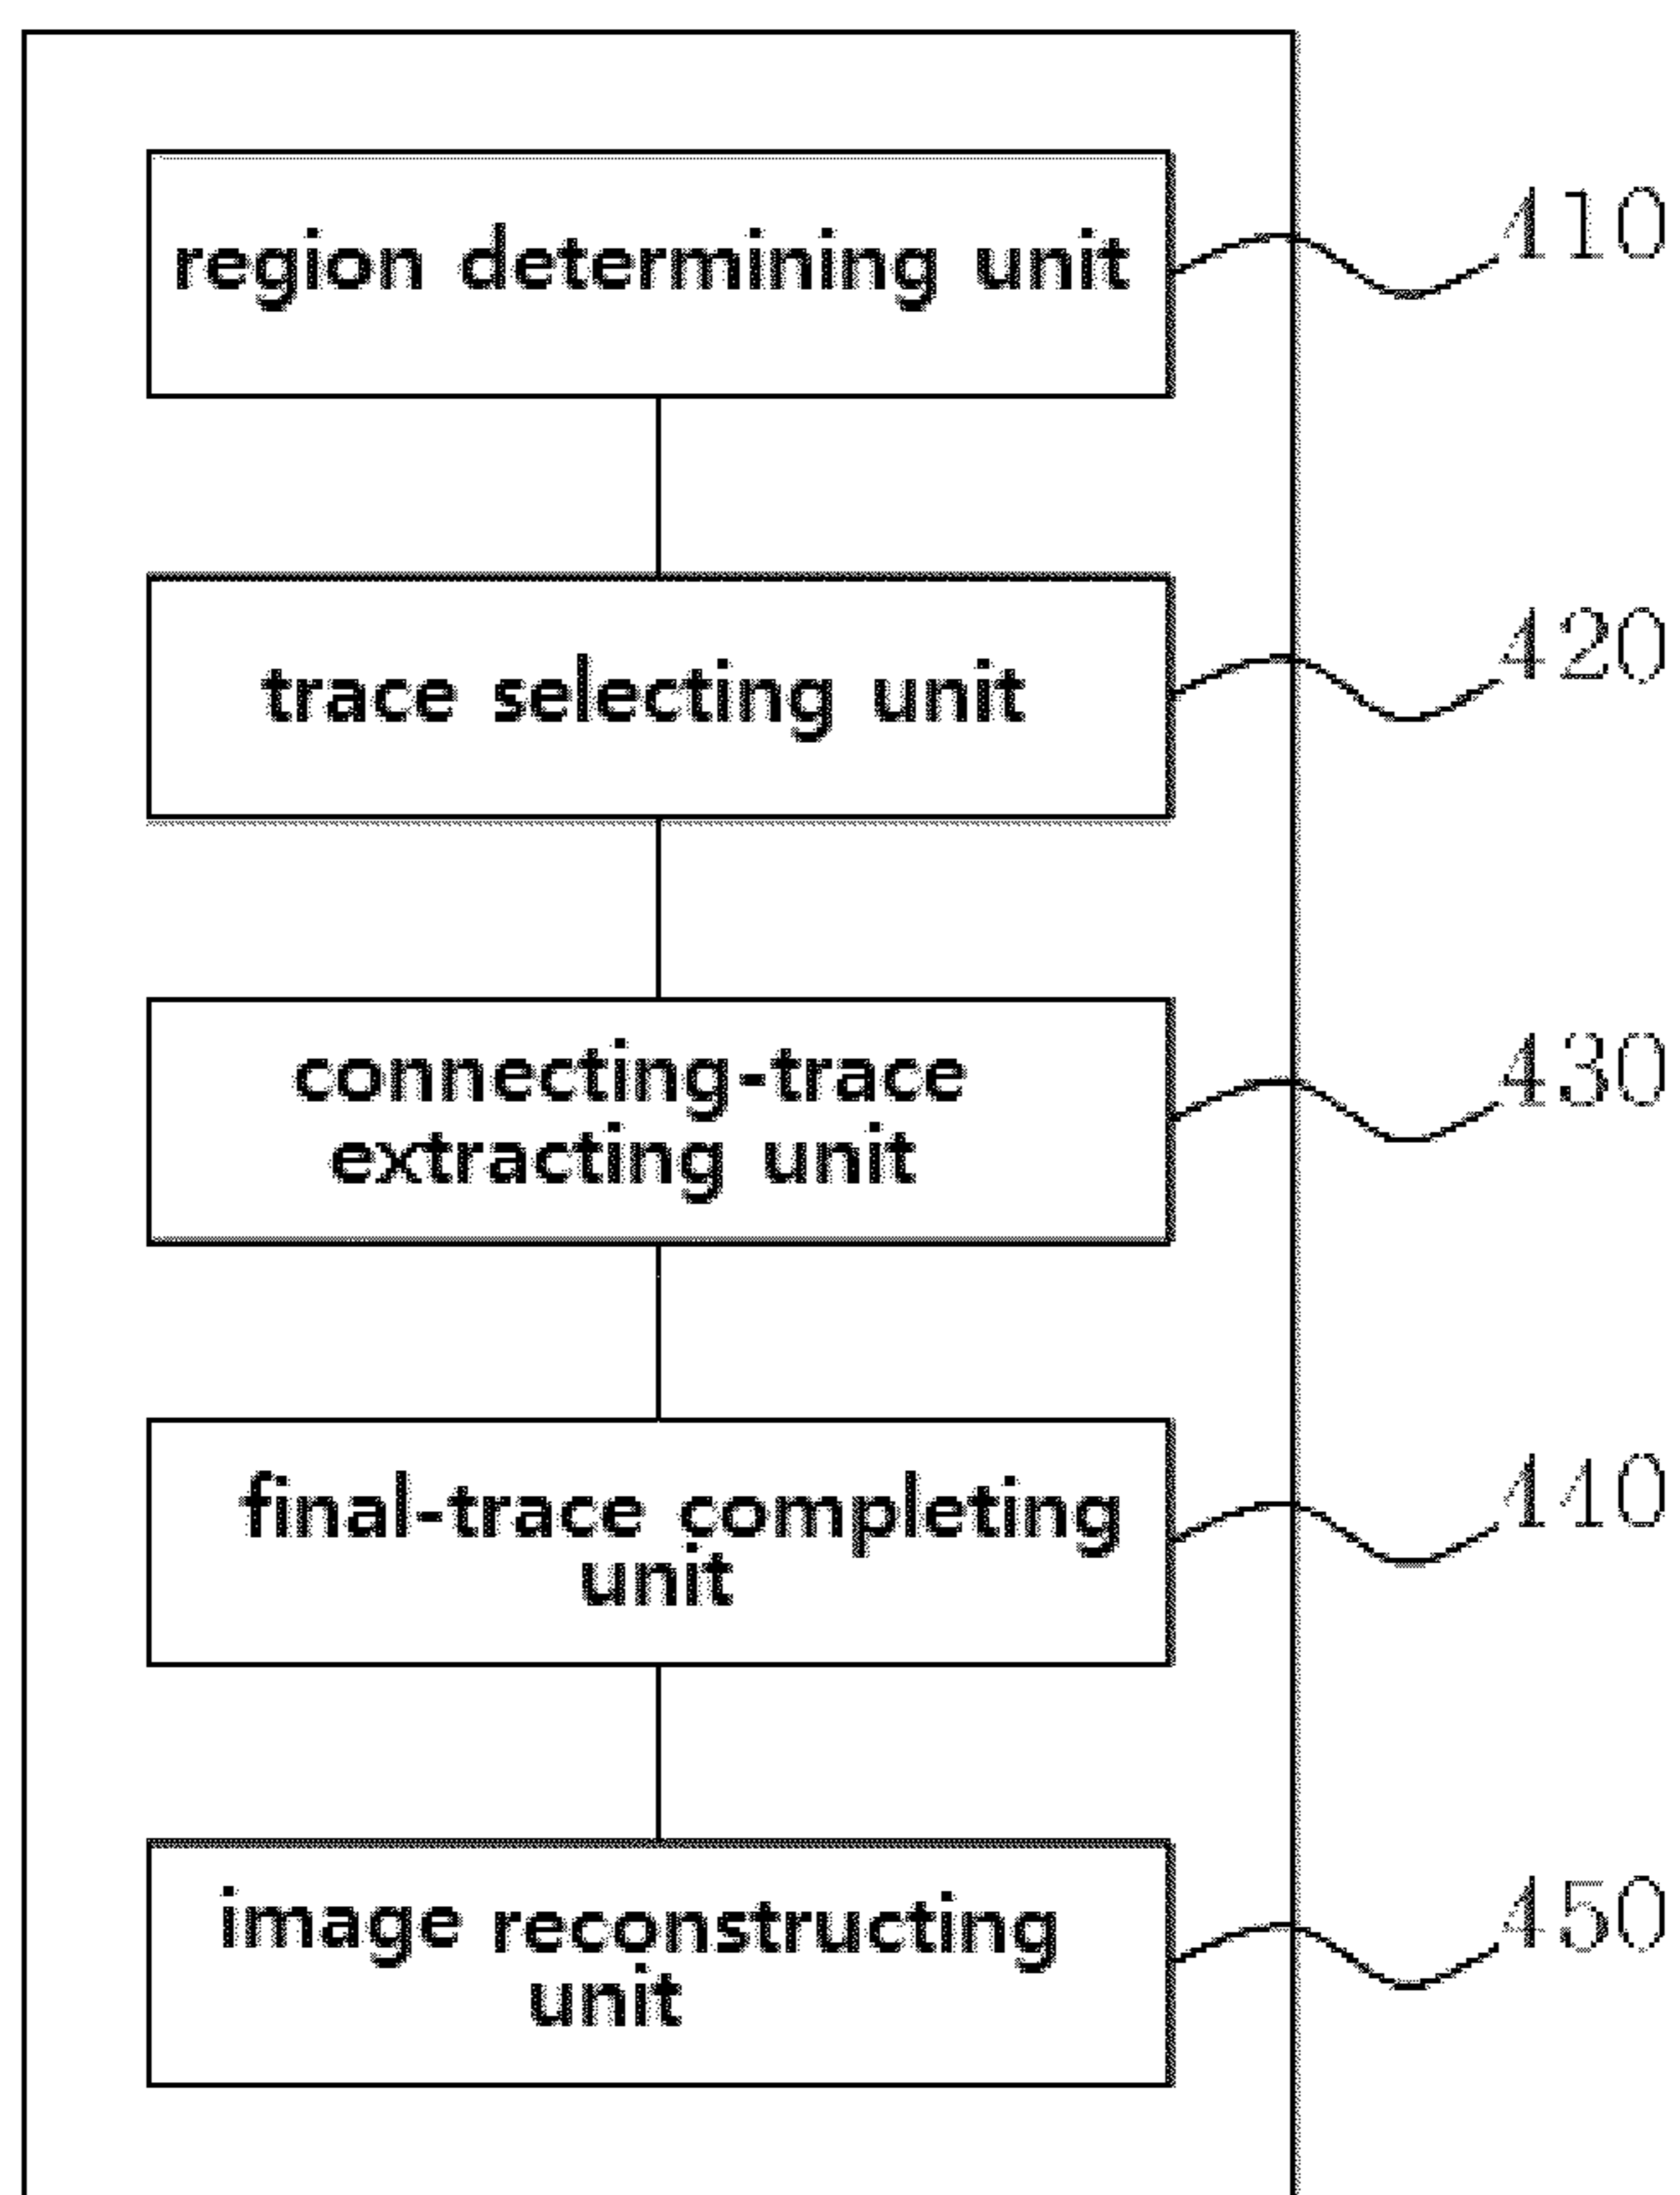 region determining unit
410
trace selecting unit
420
connecting-trace
extracting unit
430
final-trace completing
unit
440
image reconstructing
unit
450